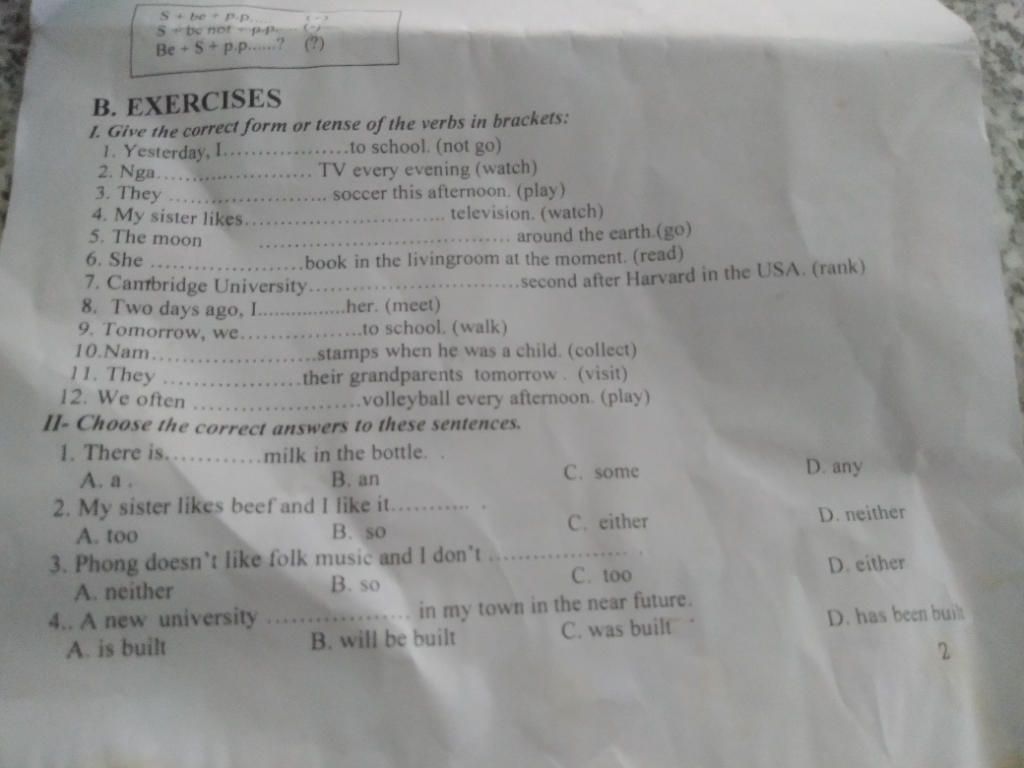 S + be + p.p..... (+)
S + be not + p.p..... (-)
Be + S + p.p......? (?)
B. EXERCISES
I. Give the correct form or tense of the verbs in brackets:
1. Yesterday, I..................to school. (not go)
2. Nga....................... TV every evening (watch)
3. They ....................... soccer this afternoon. (play)
4. My sister likes............................. television. (watch)
5. The moon .................................... around the earth.(go)
6. She ......................book in the livingroom at the moment. (read)
7. Cambridge University..............................second after Harvard in the USA. (rank)
8. Two days ago, I................her. (meet)
9. Tomorrow, we..................to school. (walk)
10.Nam........................stamps when he was a child. (collect)
11. They ....................their grandparents tomorrow . (visit)
12. We often ........................volleyball every afternoon. (play)
II- Choose the correct answers to these sentences.
1. There is.............milk in the bottle. .
A. a . B. an C. some D. any
2. My sister likes beef and I like it........... .
A. too B. so C. either D. neither
3. Phong doesn't like folk music and I don't .................... .
A. neither B. so C. too D. either
4.. A new university .................. in my town in the near future.
A. is built B. will be built C. was built D. has been built
2